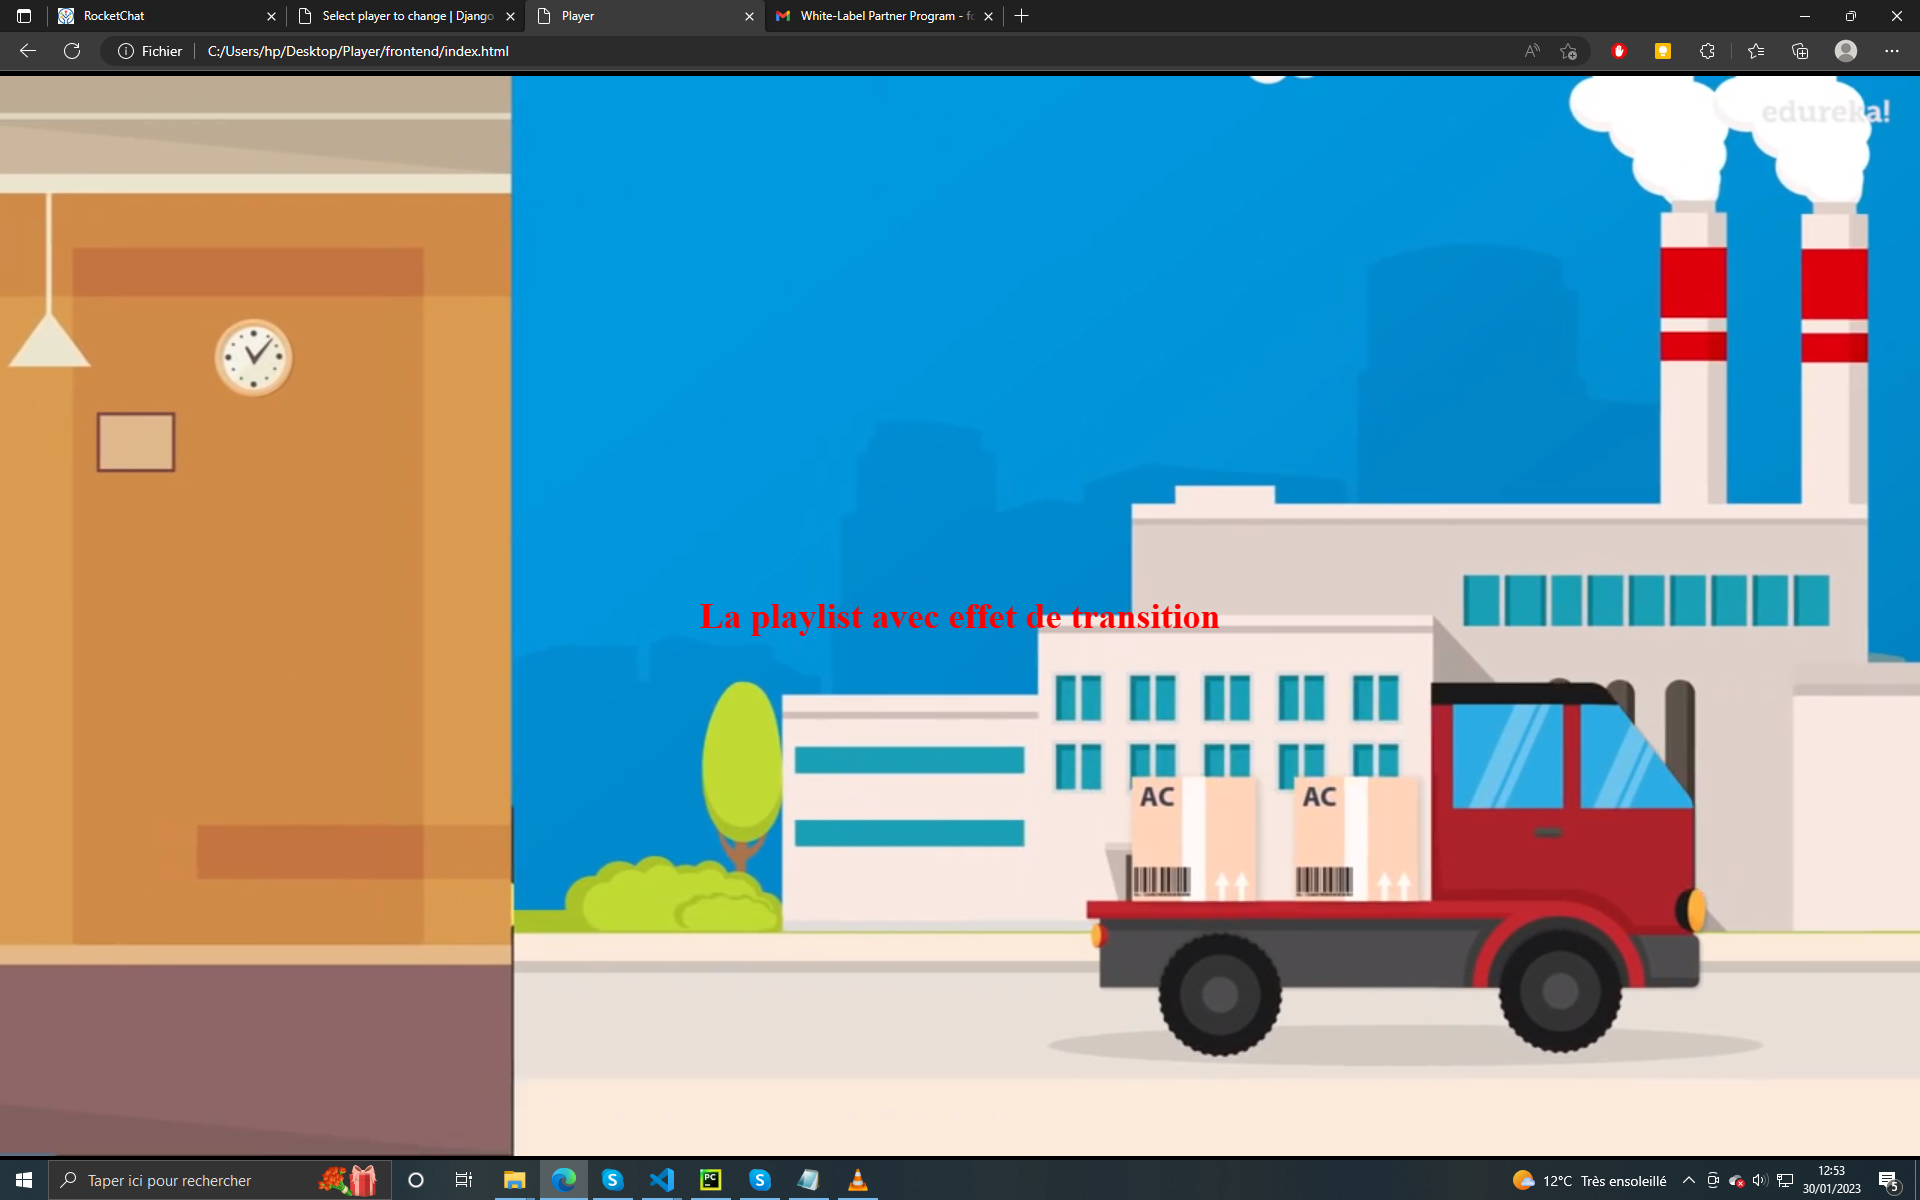 RocketChat
Select player to change | Django
Player
White-Label Partner Program - fo
Fichier
C:/Users/hp/Desktop/Player/frontend/index.html
edureka!
La playlist avec effet de transition
AC
AC
Taper ici pour rechercher
PC
12°C Très ensoleillé
12:53
30/01/2023
5